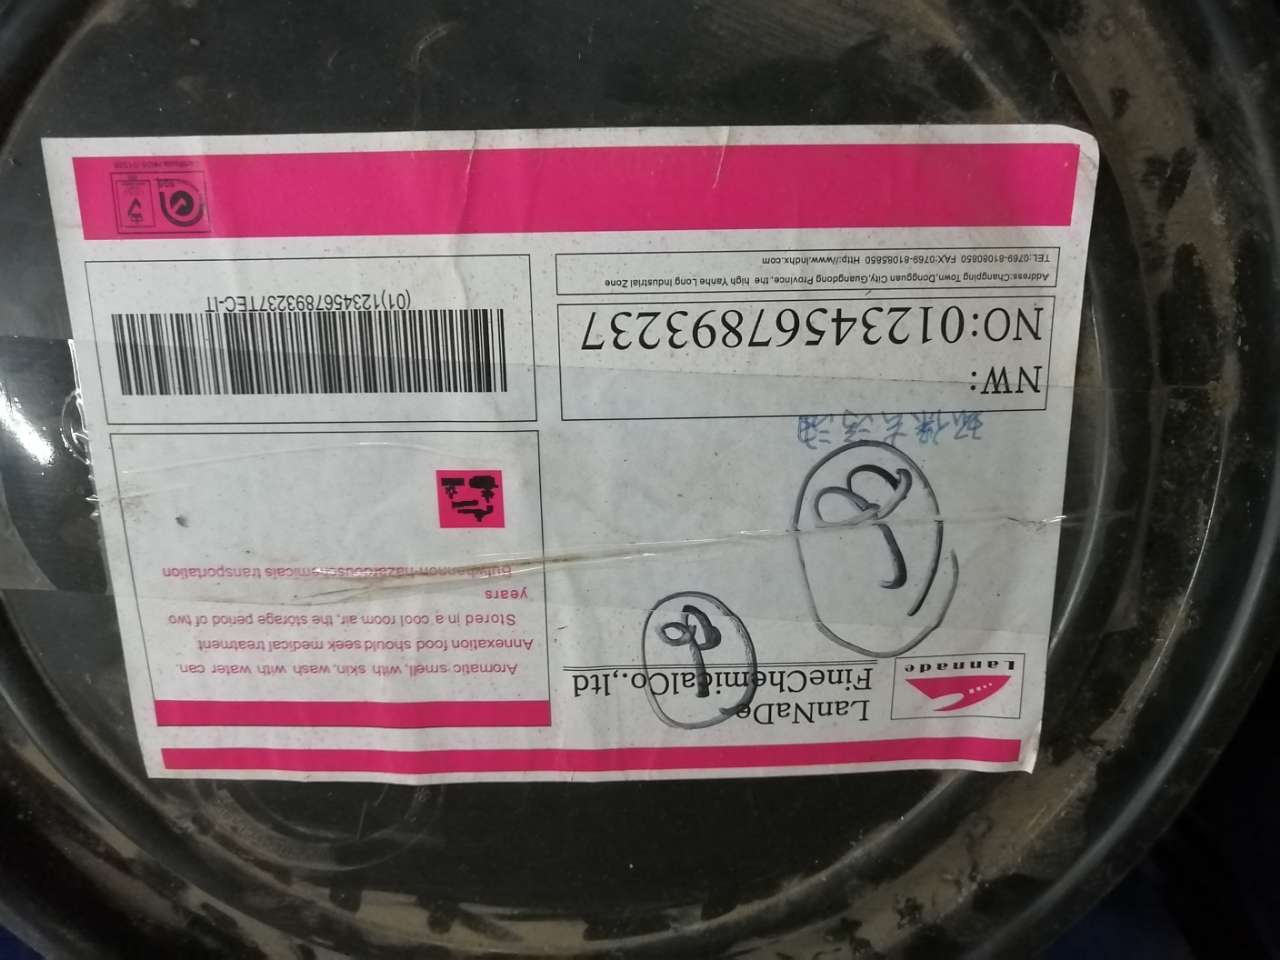 Lannade
LanNaDe
FineChemicalCo.,ltd
Aromatic smell, with skin, wash with water can.
Annexation food should seek medical treatment
Stored in a cool room air, the storage period of two
years
transportation
NW:
NO:01234567893237
(01)1234567893237TEC-IT
Address:Changping Town,Dongguan City,Guangdong Province, the high Yanhe Long Industrial Zone
TEL:0769-81080850 FAX:0769-81085850 Http://www.lndhx.com
SGS